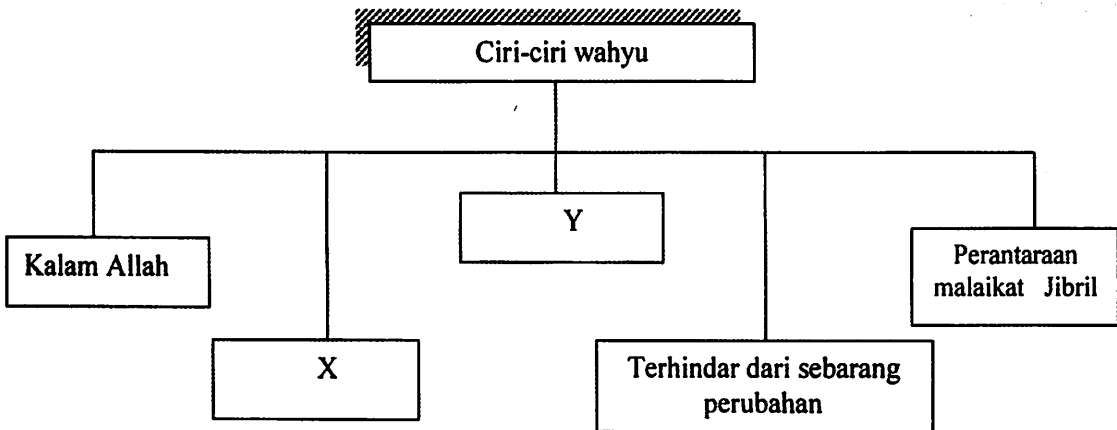 Ciri-ciri wahyu
Y
Kalam Allah
Perantaraan
malaikat Jibril
X
Terhindar dari sebarang
perubahan